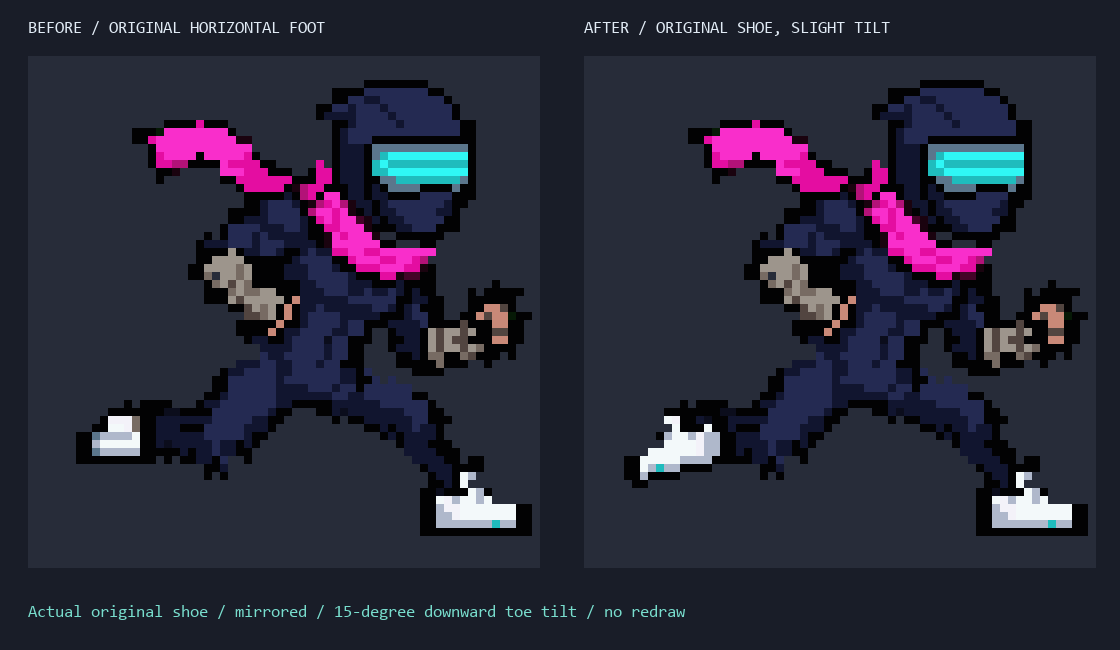 BEFORE / ORIGINAL HORIZONTAL FOOT
AFTER / ORIGINAL SHOE, SLIGHT TILT
Actual original shoe / mirrored / 15-degree downward toe tilt / no redraw